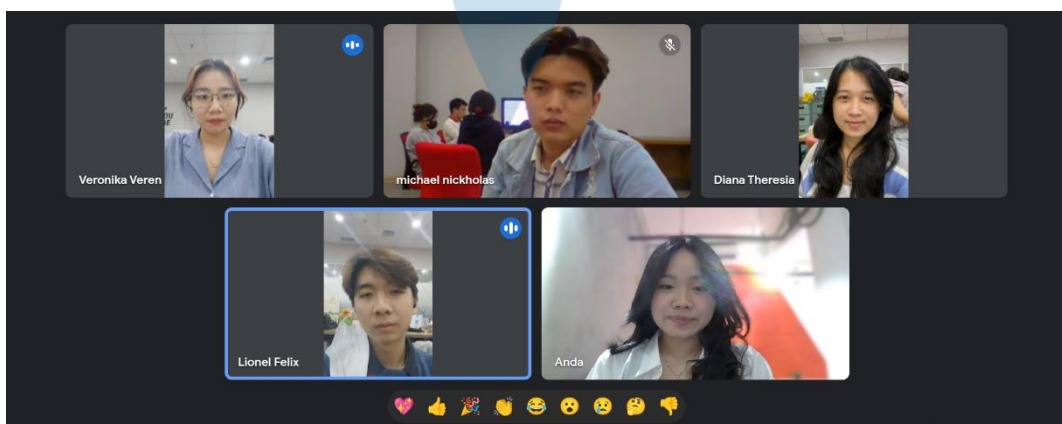 Veronika Veren
michael nickholas
Diana Theresia
Lionel Felix
Anda